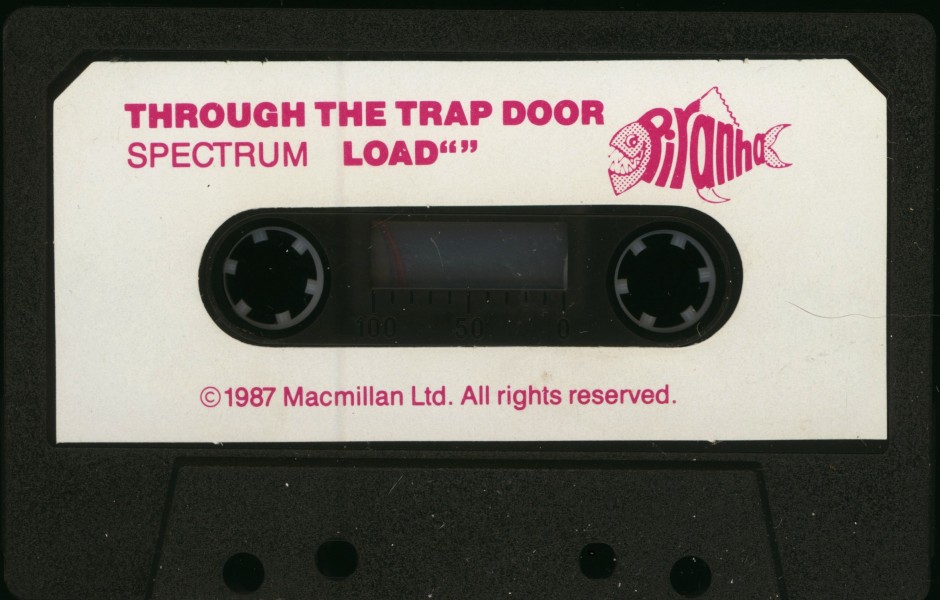 THROUGH THE TRAP DOOR
SPECTRUM LOAD“”
Piranha
100 50 0
©1987 Macmillan Ltd. All rights reserved.